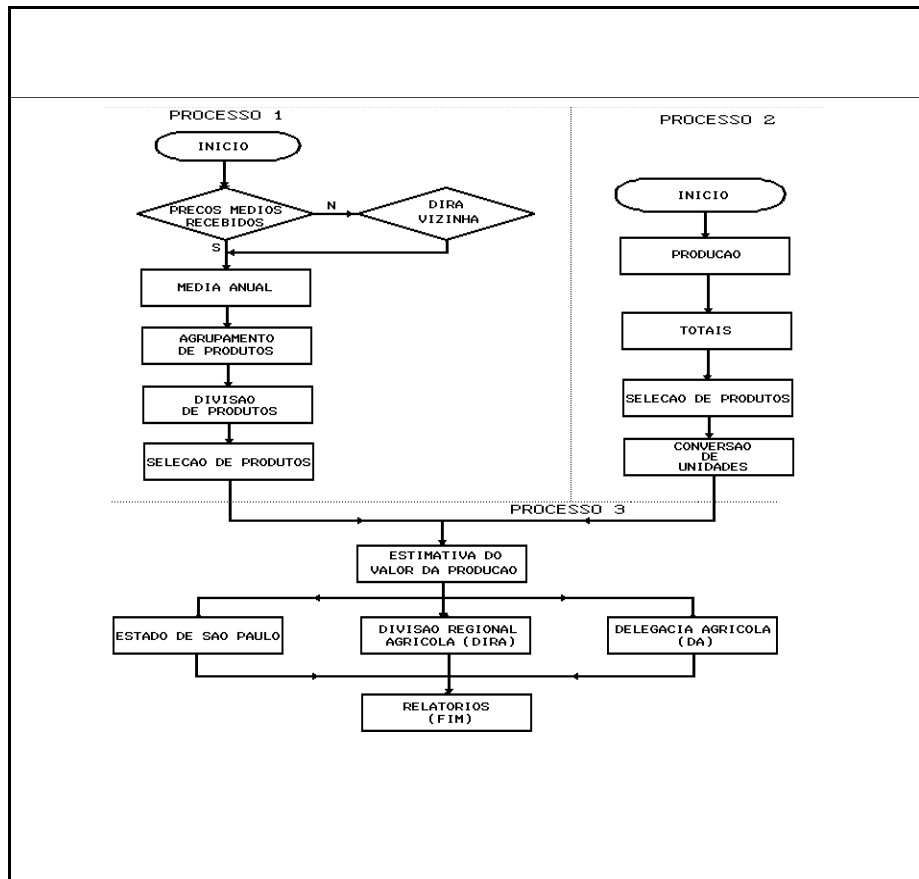 PROCESSO 1
INICIO
PRECOS MEDIOS
RECEBIDOS
N
DIRA
VIZINHA
S
MEDIA ANUAL
AGRUPAMENTO
DE PRODUTOS
DIVISAO
DE PRODUTOS
SELECAO DE PRODUTOS
PROCESSO 2
INICIO
PRODUCAO
TOTAIS
SELECAO DE PRODUTOS
CONVERSAO
DE
UNIDADES
PROCESSO 3
ESTIMATIVA DO
VALOR DA PRODUCAO
ESTADO DE SAO PAULO
DIVISAO REGIONAL
AGRICOLA (DIRA)
DELEGACIA AGRICOLA
(DA)
RELATORIOS
(FIM)